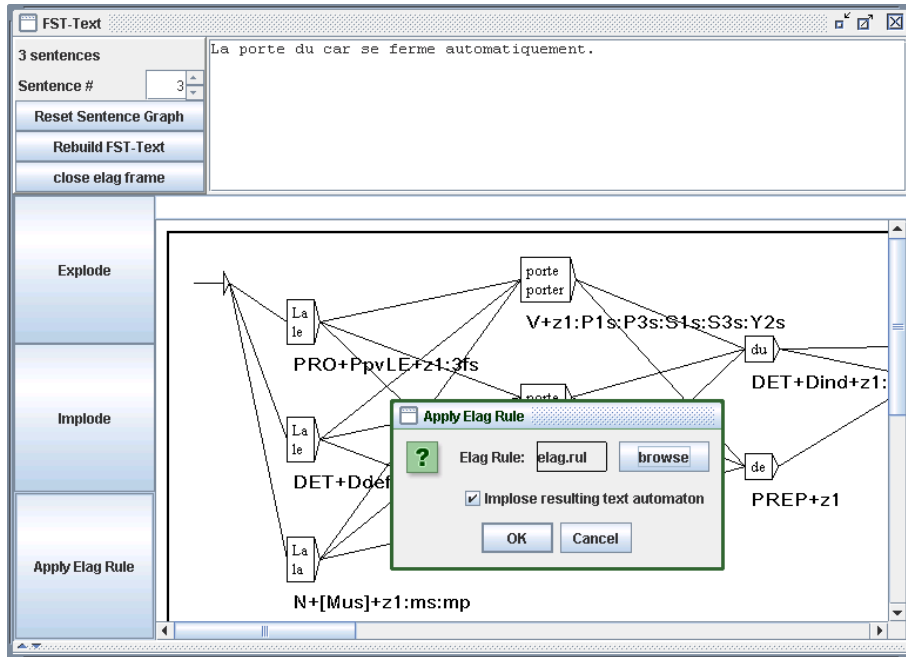 FST-Text
3 sentences
Sentence # 3
Reset Sentence Graph
Rebuild FST-Text
close elag frame
La porte du car se ferme automatiquement.
Explode
Implode
Apply Elag Rule
La
le
PRO+PpvLE+z1:3fs
La
le
DET+Ddéf
La
la
N+[Mus]+z1:ms:mp
porte
porter
V+z1:P1s:P3s:S1s:S3s:Y2s
porte
du
DET+Dind+z1:
de
PREP+z1
Apply Elag Rule
? Elag Rule: elag.rul browse
Implose resulting text automaton
OK Cancel